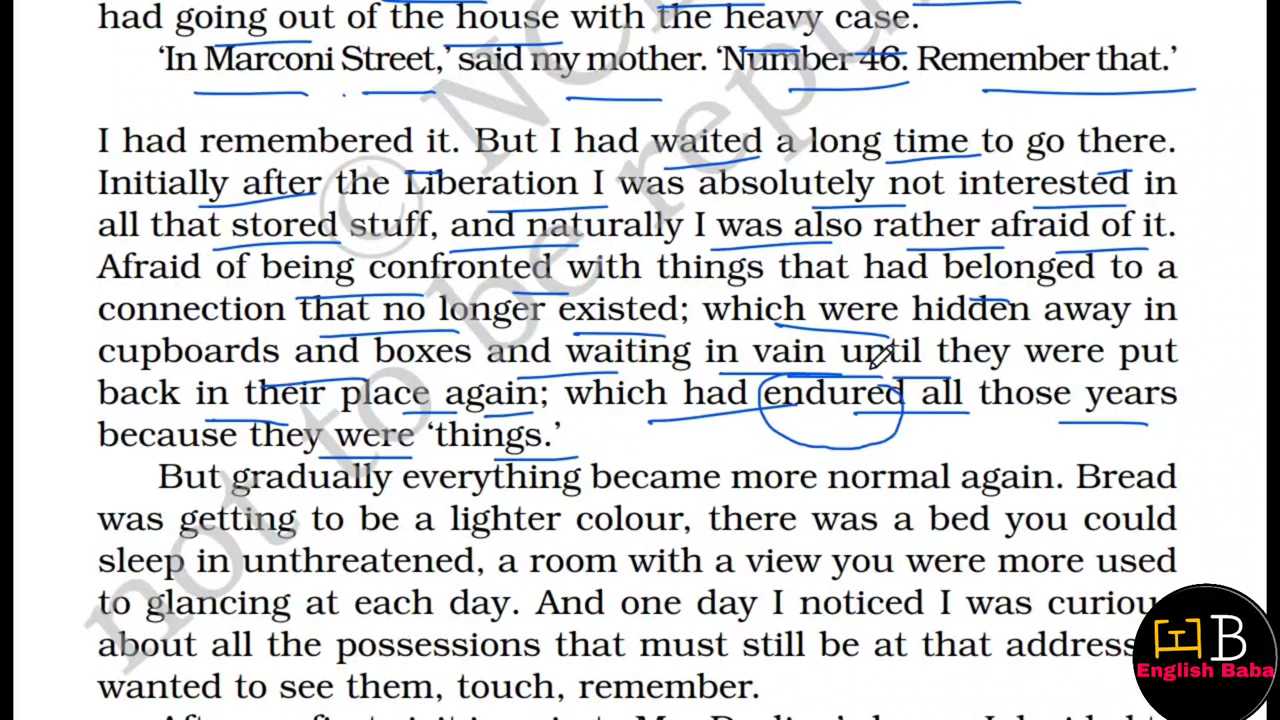 had going out of the house with the heavy case.
‘In Marconi Street,’ said my mother. ‘Number 46. Remember that.’
I had remembered it. But I had waited a long time to go there.
Initially after the Liberation I was absolutely not interested in
all that stored stuff, and naturally I was also rather afraid of it.
Afraid of being confronted with things that had belonged to a
connection that no longer existed; which were hidden away in
cupboards and boxes and waiting in vain until they were put
back in their place again; which had endured all those years
because they were ‘things.’
But gradually everything became more normal again. Bread
was getting to be a lighter colour, there was a bed you could
sleep in unthreatened, a room with a view you were more used
to glancing at each day. And one day I noticed I was curiou
about all the possessions that must still be at that address
wanted to see them, touch, remember.
© NC
not to be repu
EB
English Baba